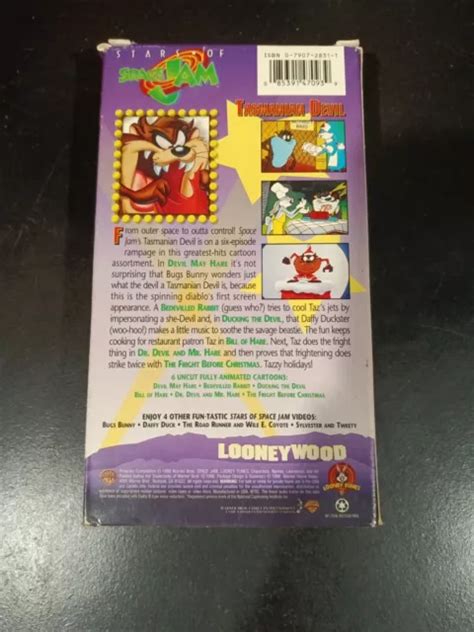 STARS OF
SPACE JAM
ISBN 0-7907-2831-1
TASMANIAN DEVIL
From outer space to outta control! Space
Jam's Tasmanian Devil is on a six-episode
rampage in this greatest-hits cartoon
assortment. In DEVIL MAY HARE it's not
surprising that Bugs Bunny wonders just
what the devil a Tasmanian Devil is, because
this is the spinning diablo's first screen
appearance. A BEDEVILLED RABBIT (guess who?) tries to cool Taz's jets by
impersonating a she-Devil and, in DUCKING THE DEVIL, that Daffy Duckster
(woo-hoo!) makes a little music to soothe the savage beastie. The fun keeps
cooking for restaurant patron Taz in BILL OF HARE. Next, Taz does the fright
thing in DR. DEVIL AND MR. HARE and then proves that frightening does
strike twice with THE FRIGHT BEFORE CHRISTMAS. Tazzy holidays!
6 UNCUT FULLY-ANIMATED CARTOONS:
DEVIL MAY HARE • BEDEVILLED RABBIT • DUCKING THE DEVIL
BILL OF HARE • DR. DEVIL AND MR. HARE • THE FRIGHT BEFORE CHRISTMAS
ENJOY 4 OTHER FUN-TASTIC STARS OF SPACE JAM VIDEOS:
BUGS BUNNY • DAFFY DUCK • THE ROAD RUNNER AND WILE E. COYOTE • SYLVESTER AND TWEETY
LOONEYWOOD
LOONEY TUNES